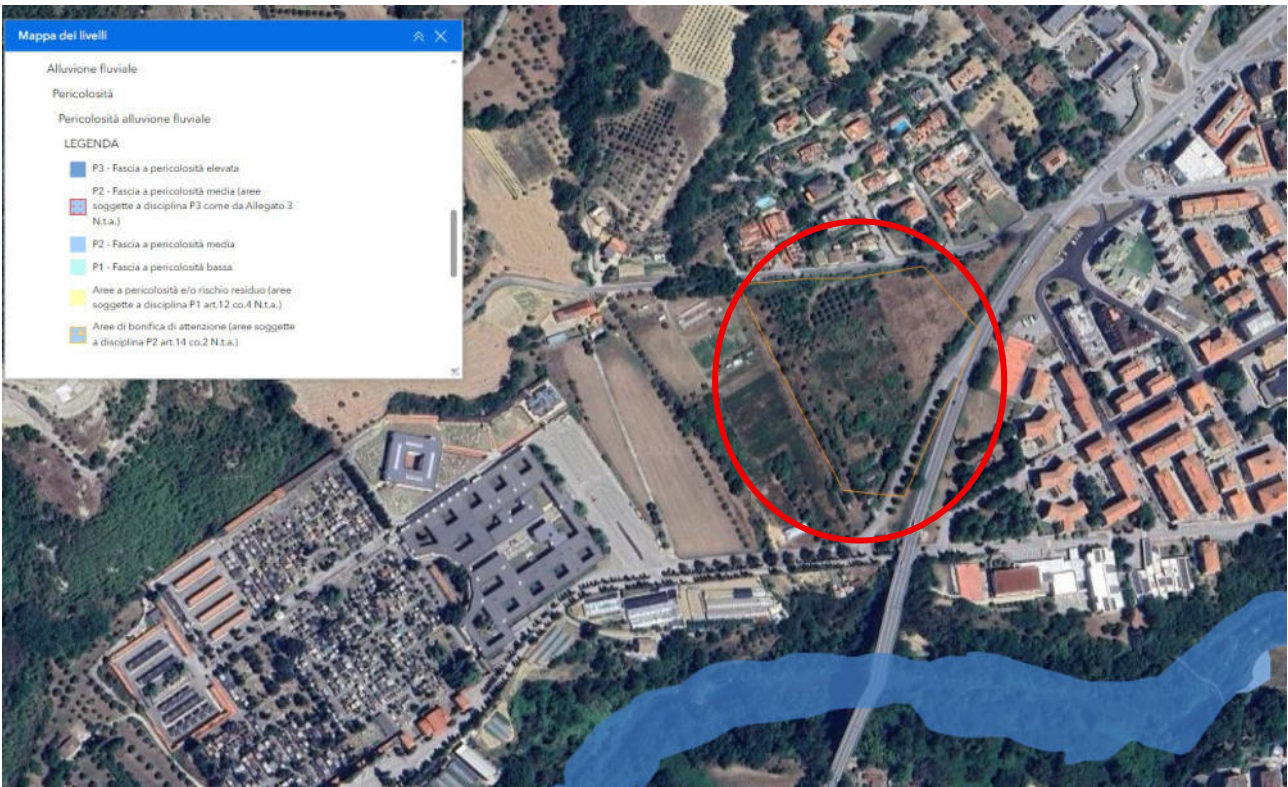 Mappa dei livelli
Alluvione fluviale
Pericolosità
Pericolosità alluvione fluviale
LEGENDA
P3 - Fascia a pericolosità elevata
P2 - Fascia a pericolosità media (aree
soggette a disciplina P3 come da Allegato 3
N.t.a.)
P2 - Fascia a pericolosità media
P1 - Fascia a pericolosità bassa
Aree a pericolosità e/o rischio residuo (aree
soggette a disciplina P1 art.12 co.4 N.t.a.)
Aree di bonifica di attenzione (aree soggette
a disciplina P2 art.14 co.2 N.t.a.)